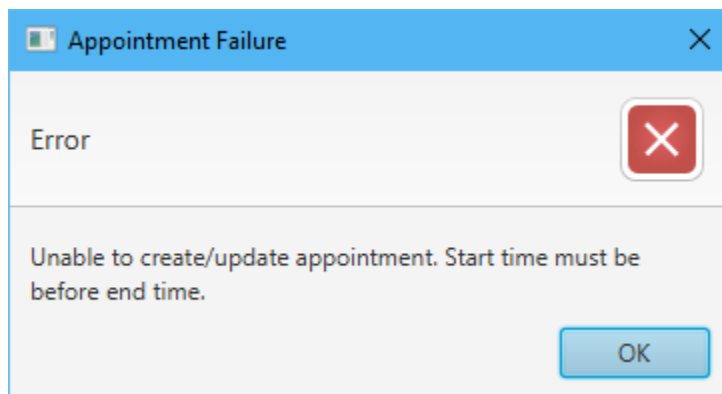 Appointment Failure
Error
Unable to create/update appointment. Start time must be
before end time.
OK